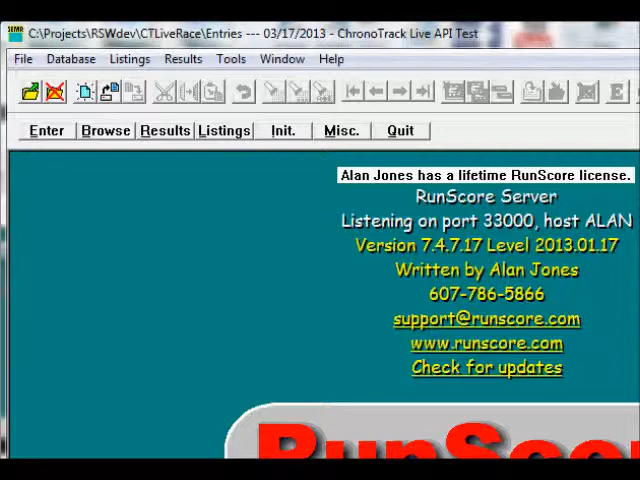 C:\Projects\RSWdev\CTLiveRace\Entries --- 03/17/2013 - ChronoTrack Live API Test
File Database Listings Results Tools Window Help
Enter Browse Results Listings Init. Misc. Quit
Alan Jones has a lifetime RunScore license.
RunScore Server
Listening on port 33000, host ALAN
Version 7.4.7.17 Level 2013.01.17
Written by Alan Jones
607-786-5866
support@runscore.com
www.runscore.com
Check for updates
RunScor